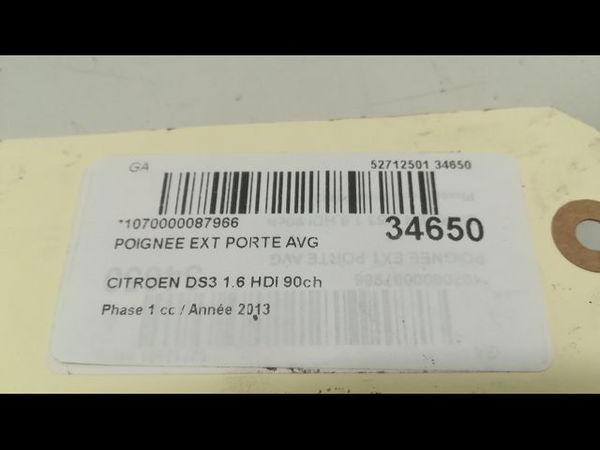 GA 52712501 34650
*1070000087966 34650
POIGNEE EXT PORTE AVG
CITROEN DS3 1.6 HDI 90ch
Phase 1 cc / Année 2013